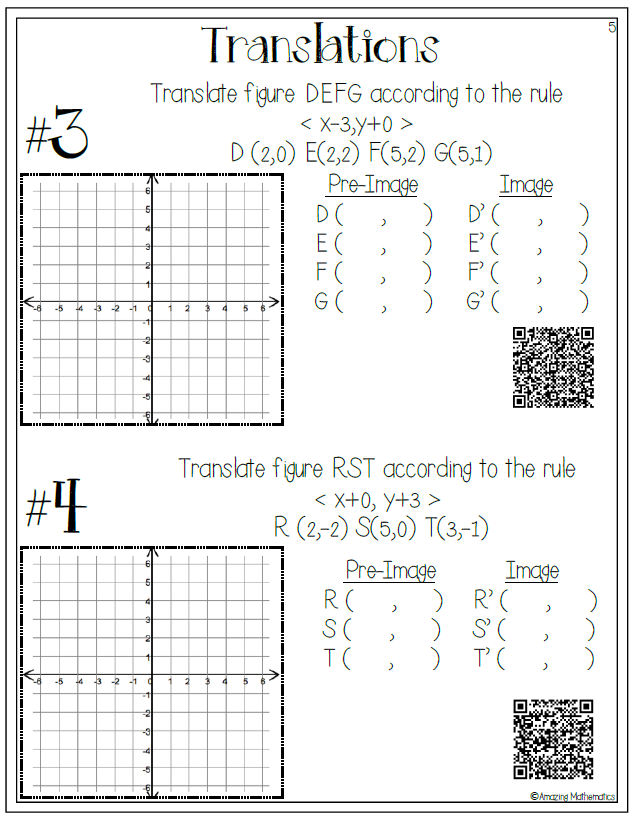 5
Translations
#3
Translate figure DEFG according to the rule
< x-3,y+0 >
D (2,0) E(2,2) F(5,2) G(5,1)
Pre-Image Image
D ( , ) D' ( , )
E ( , ) E' ( , )
F ( , ) F' ( , )
G ( , ) G' ( , )
6
5
4
3
2
1
-6 -5 -4 -3 -2 -1 0 1 2 3 4 5 6
-1
-2
-3
-4
-5
-6
#4
Translate figure RST according to the rule
< x+0, y+3 >
R (2,-2) S(5,0) T(3,-1)
Pre-Image Image
R ( , ) R' ( , )
S ( , ) S' ( , )
T ( , ) T' ( , )
6
5
4
3
2
1
-6 -5 -4 -3 -2 -1 0 1 2 3 4 5 6
-1
-2
-3
-4
-5
-6
©Amazing Mathematics